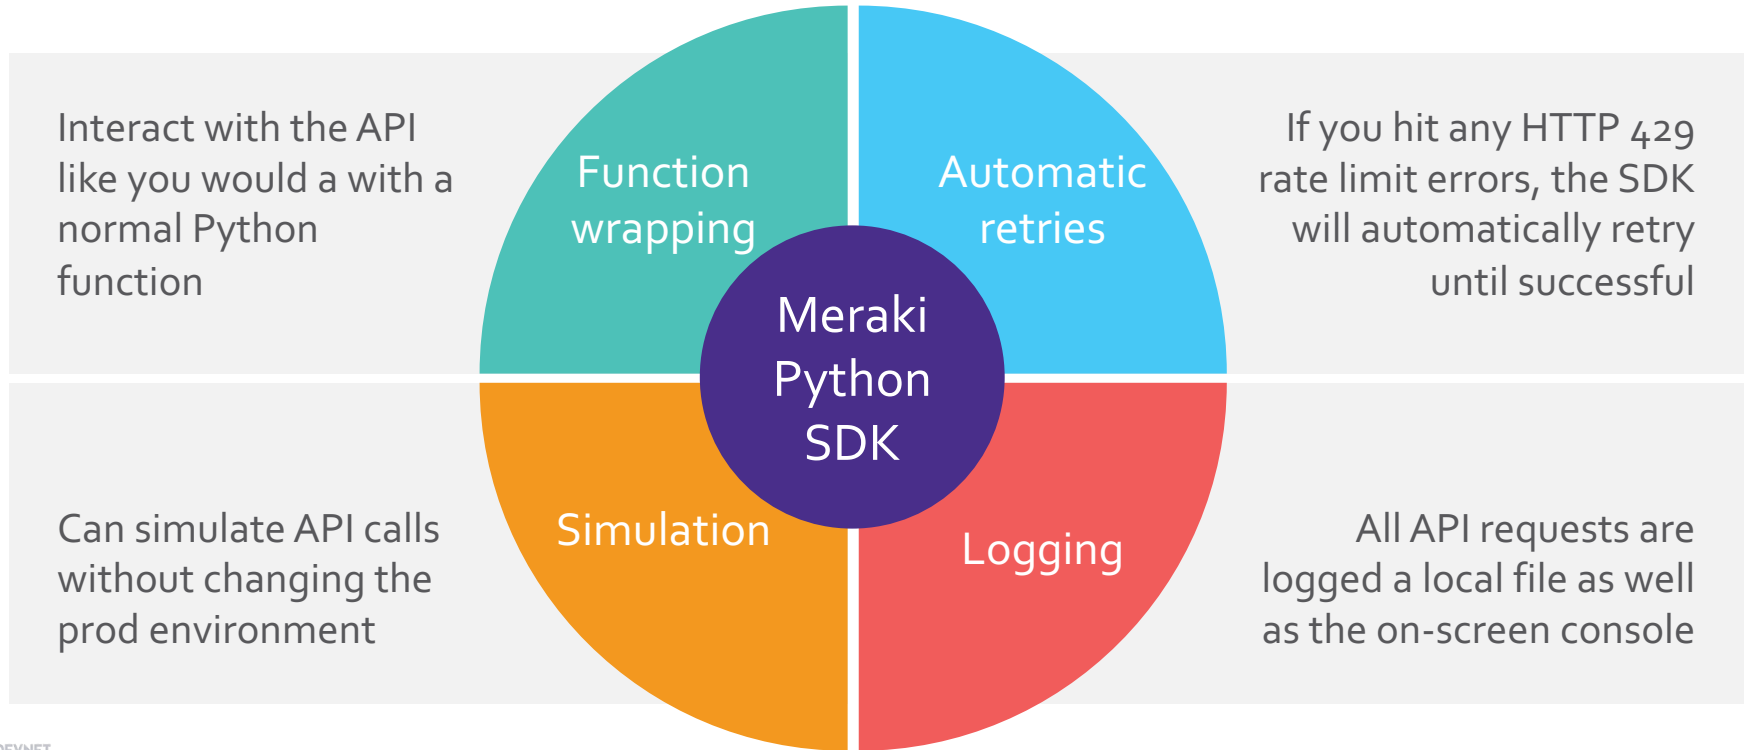 Interact with the API
like you would a with a
normal Python
function
Function
wrapping
Automatic
retries
If you hit any HTTP 429
rate limit errors, the SDK
will automatically retry
until successful
Meraki
Python
SDK
Can simulate API calls
without changing the
prod environment
Simulation
Logging
All API requests are
logged a local file as well
as the on-screen console
DEVNET